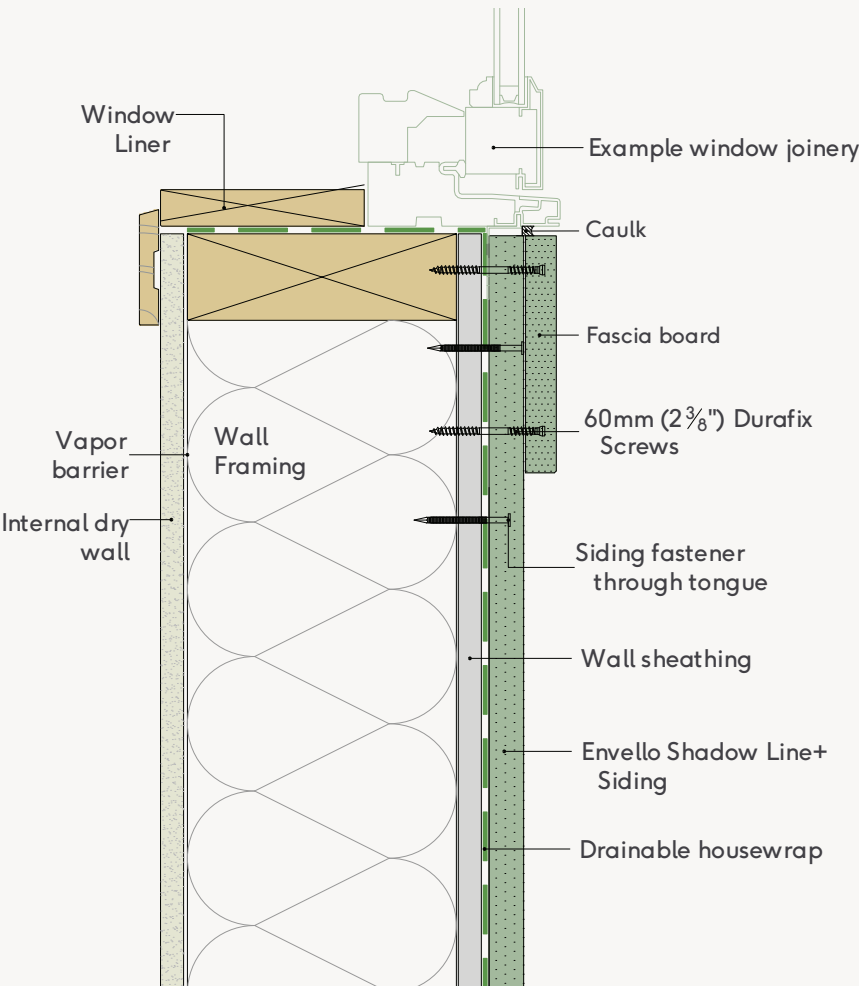 Window
Liner
Example window joinery
Caulk
Fascia board
60mm (2⅜") Durafix
Screws
Vapor
barrier
Wall
Framing
Internal dry
wall
Siding fastener
through tongue
Wall sheathing
Envello Shadow Line+
Siding
Drainable housewrap